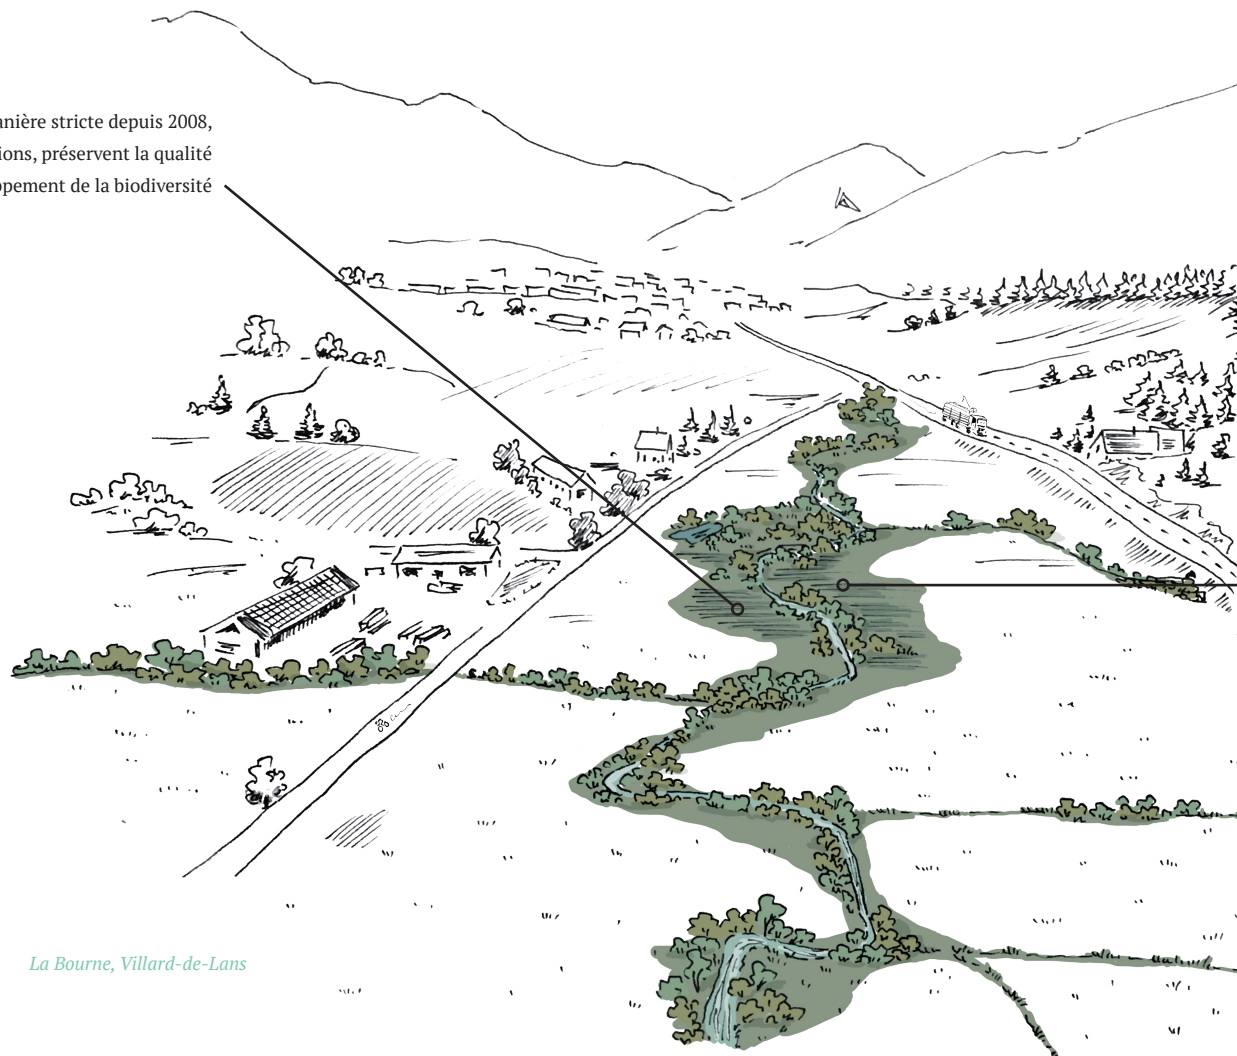 anière stricte depuis 2008,
ions, préservent la qualité
ppement de la biodiversité
La Bourne, Villard-de-Lans